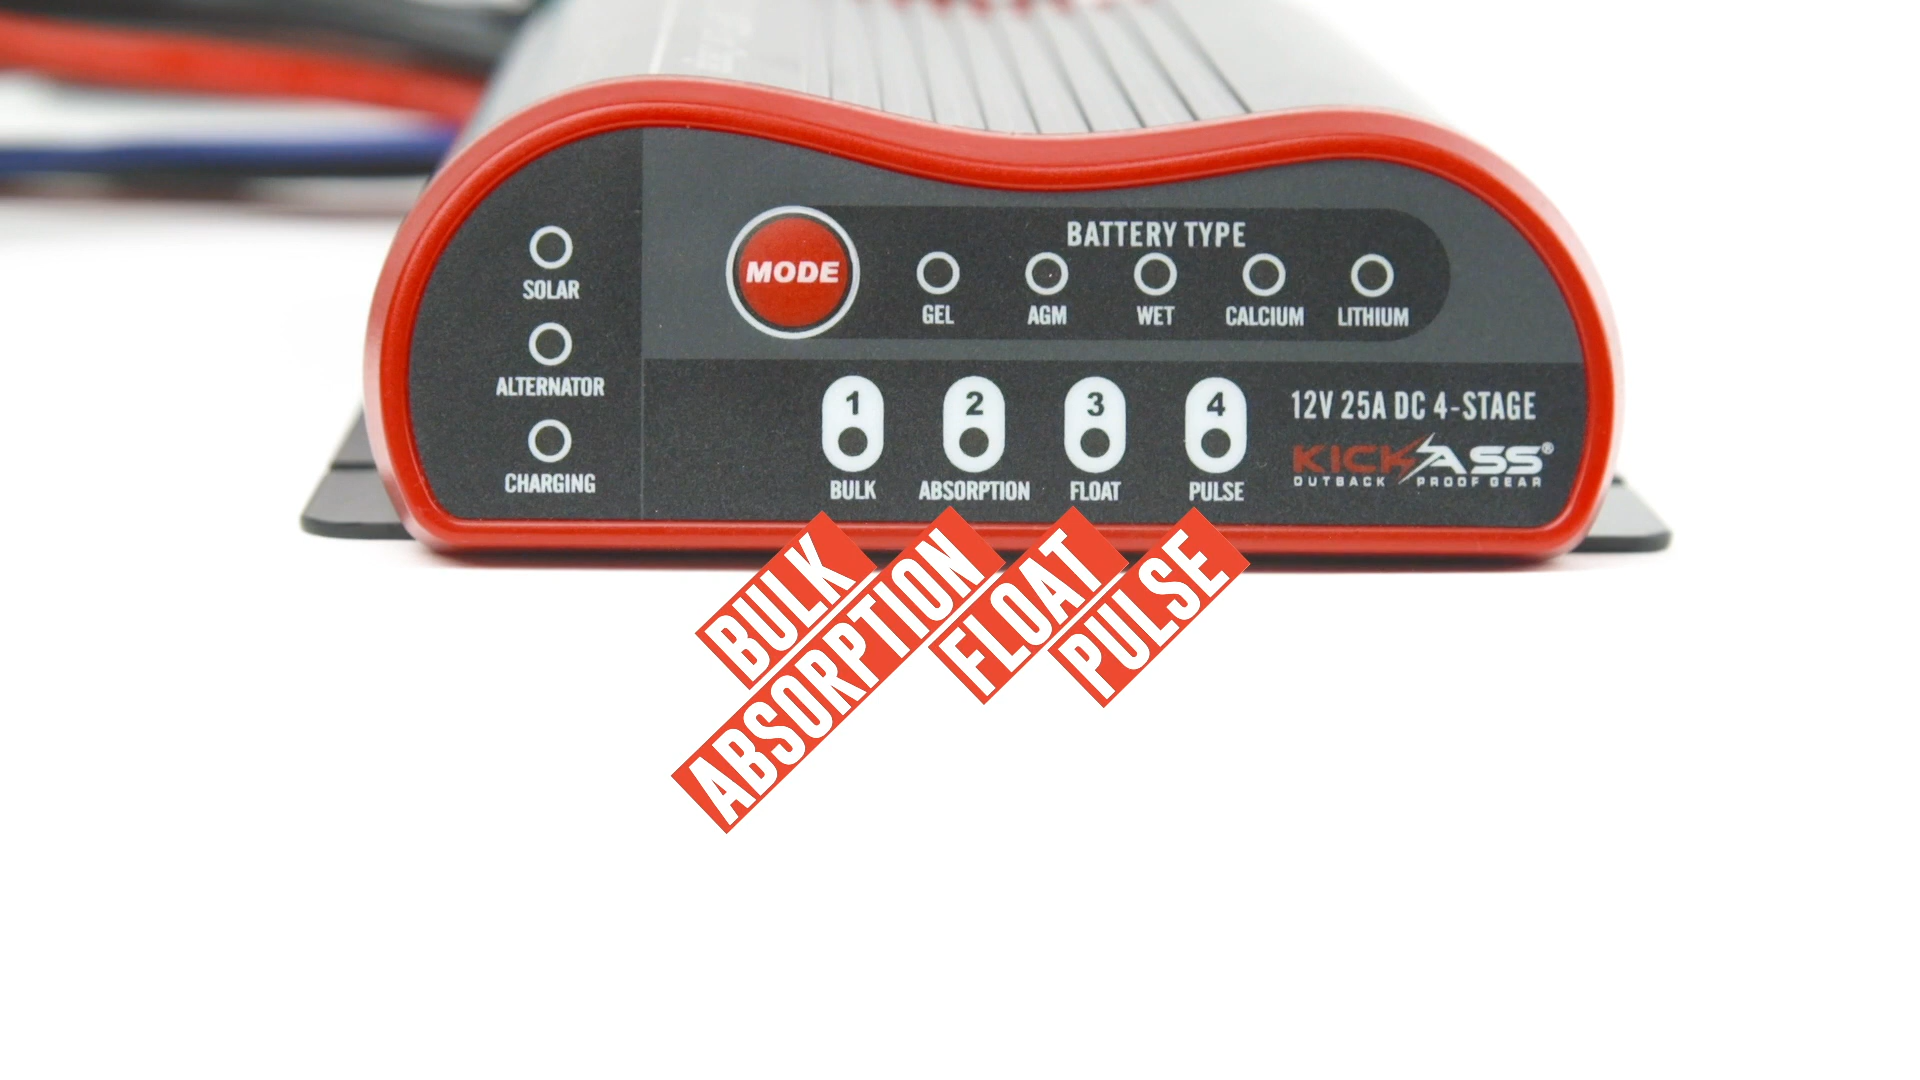 SOLAR
ALTERNATOR
CHARGING
MODE
BATTERY TYPE
GEL
AGM
WET
CALCIUM
LITHIUM
1
2
3
4
BULK
ABSORPTION
FLOAT
PULSE
12V 25A DC 4-STAGE
KICKASS®
OUTBACK PROOF GEAR
BULK
ABSORPTION
FLOAT
PULSE